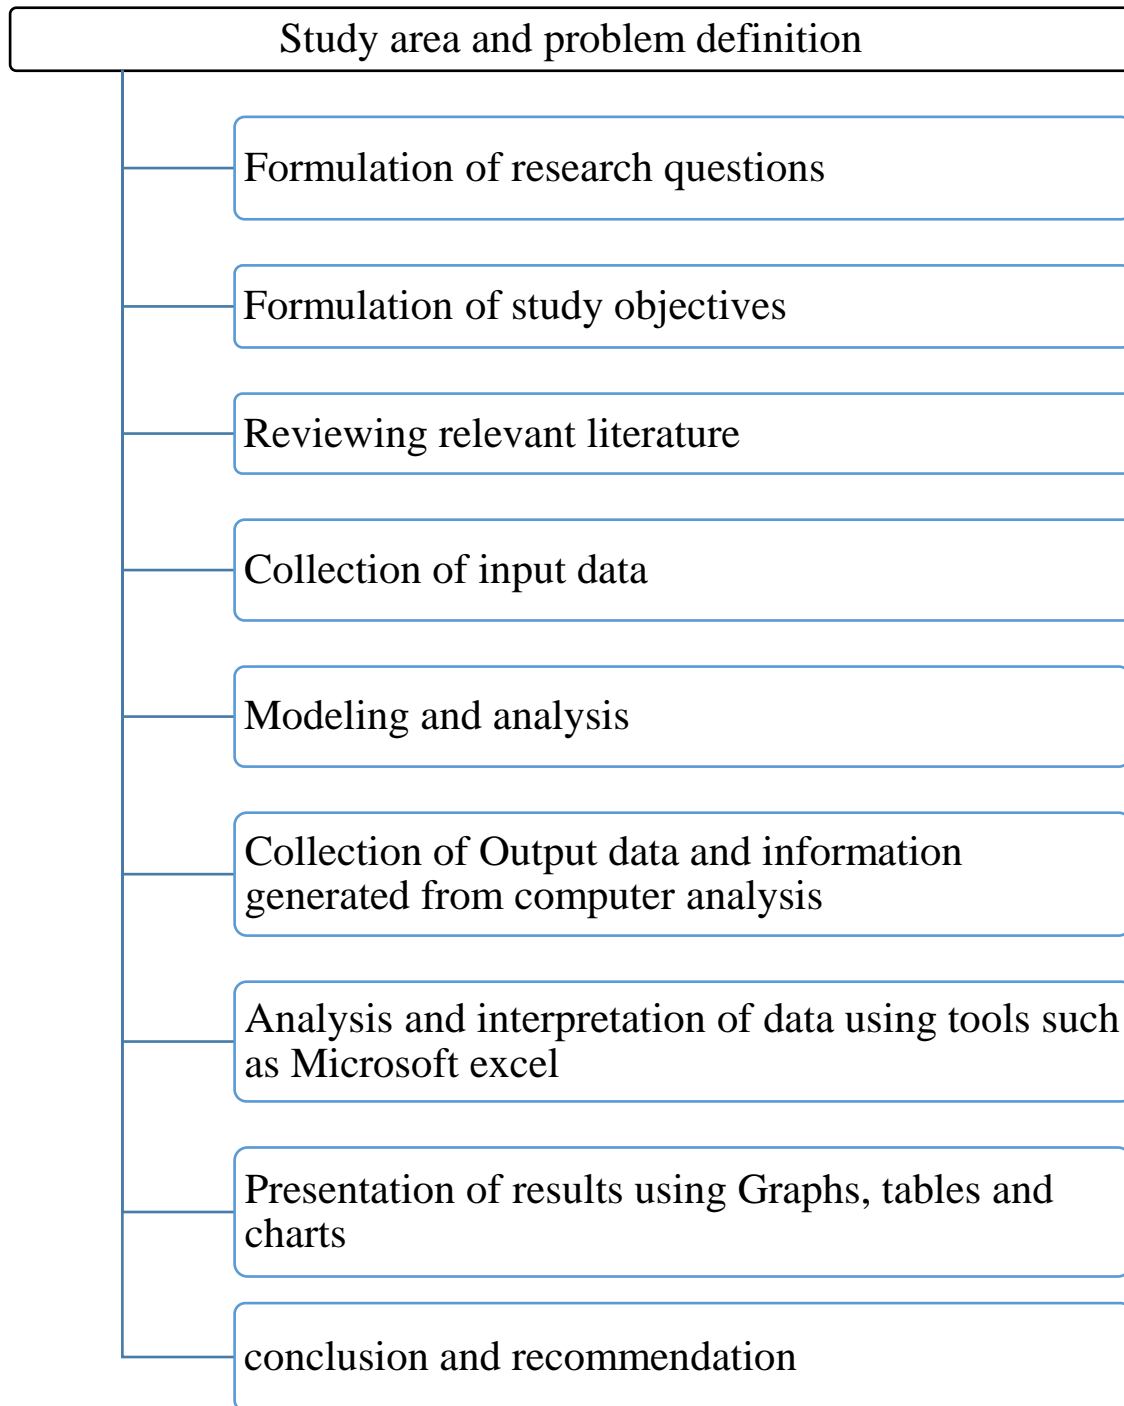 Study area and problem definition
Formulation of research questions
Formulation of study objectives
Reviewing relevant literature
Collection of input data
Modeling and analysis
Collection of Output data and information
generated from computer analysis
Analysis and interpretation of data using tools such
as Microsoft excel
Presentation of results using Graphs, tables and
charts
conclusion and recommendation